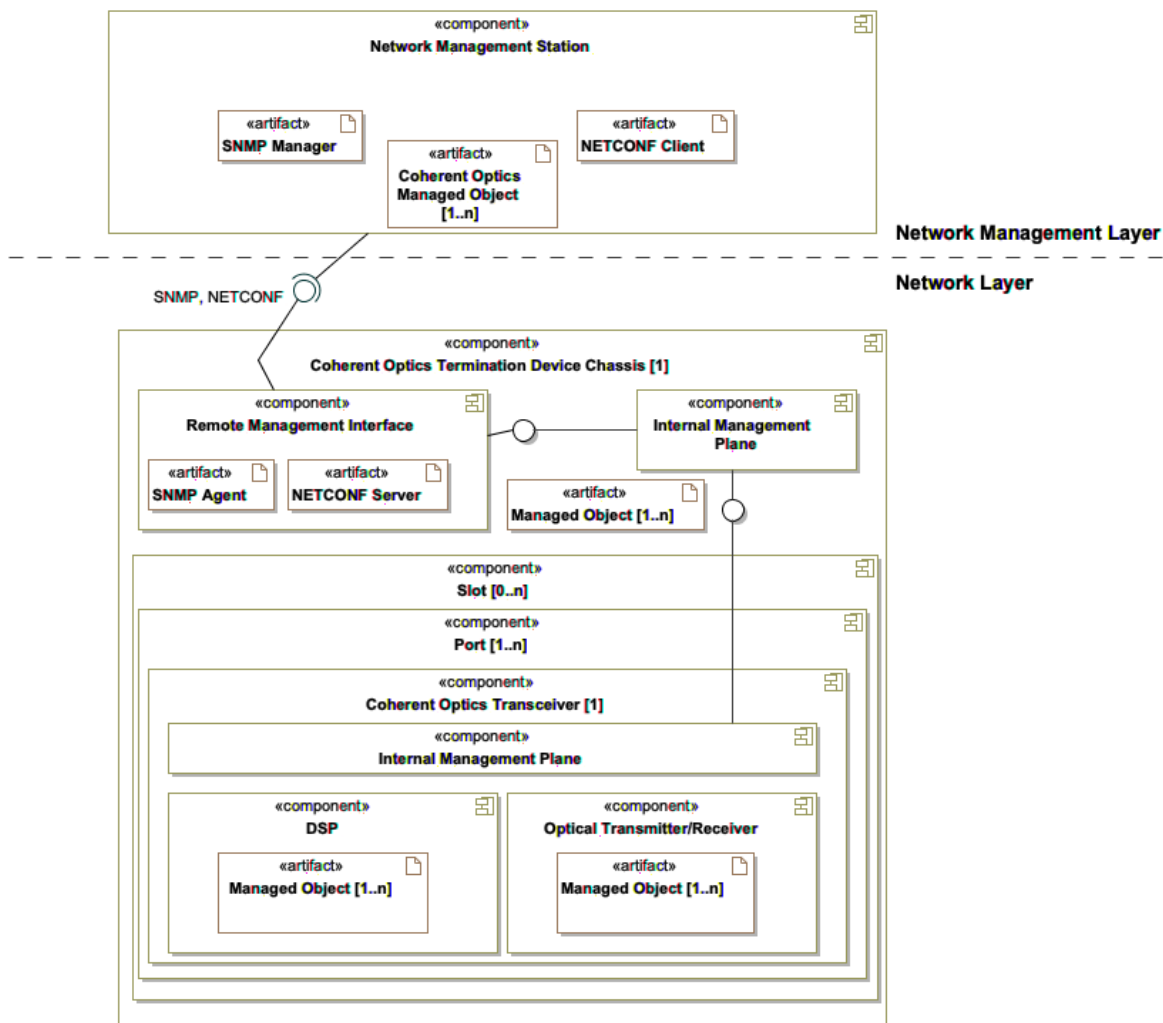 «component»
Network Management Station
«artifact»
SNMP Manager
«artifact»
Coherent Optics
Managed Object
[1..n]
«artifact»
NETCONF Client
Network Management Layer
Network Layer
SNMP, NETCONF
«component»
Coherent Optics Termination Device Chassis [1]
«component»
Remote Management Interface
«artifact»
SNMP Agent
«artifact»
NETCONF Server
«component»
Internal Management
Plane
«artifact»
Managed Object [1..n]
«component»
Slot [0..n]
«component»
Port [1..n]
«component»
Coherent Optics Transceiver [1]
«component»
Internal Management Plane
«component»
DSP
«artifact»
Managed Object [1..n]
«component»
Optical Transmitter/Receiver
«artifact»
Managed Object [1..n]